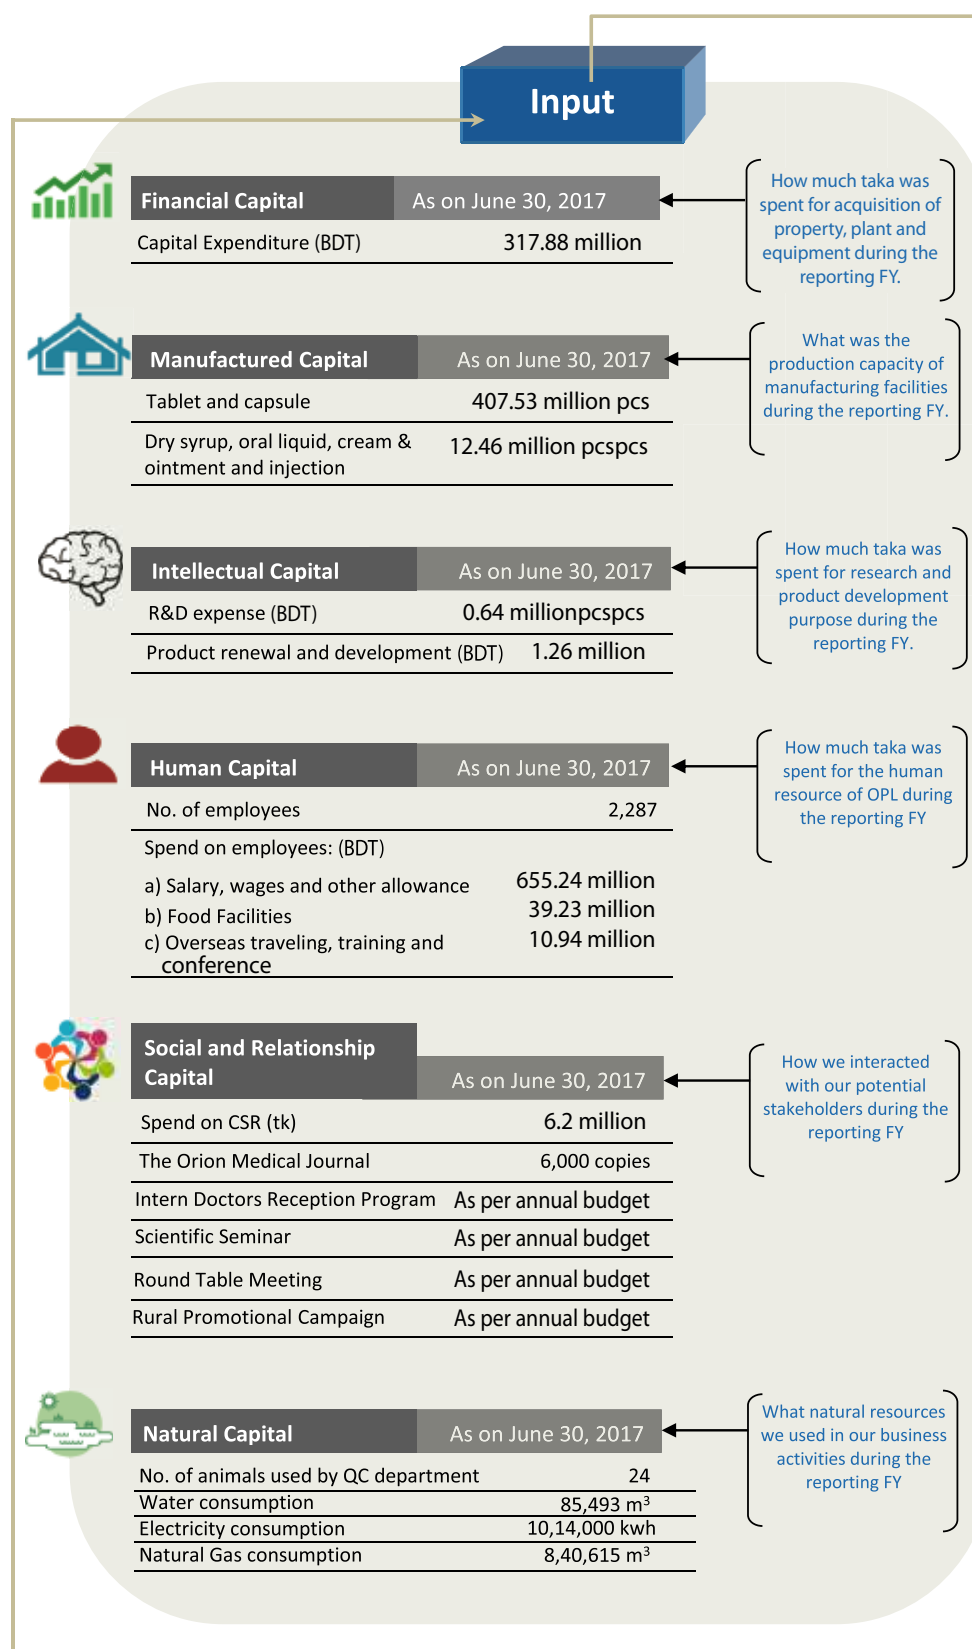 Input
Financial Capital As on June 30, 2017
Capital Expenditure (BDT) 317.88 million
How much taka was
spent for acquisition of
property, plant and
equipment during the
reporting FY.
Manufactured Capital As on June 30, 2017
Tablet and capsule 407.53 million pcs
Dry syrup, oral liquid, cream &
ointment and injection
12.46 million pcspcs
What was the
production capacity of
manufacturing facilities
during the reporting FY.
Intellectual Capital As on June 30, 2017
R&D expense (BDT) 0.64 millionpcspcs
Product renewal and development (BDT) 1.26 million
How much taka was
spent for research and
product development
purpose during the
reporting FY.
Human Capital As on June 30, 2017
No. of employees 2,287
Spend on employees: (BDT)
a) Salary, wages and other allowance 655.24 million
b) Food Facilities 39.23 million
c) Overseas traveling, training and 10.94 million
conference
How much taka was
spent for the human
resource of OPL during
the reporting FY
Social and Relationship
Capital As on June 30, 2017
Spend on CSR (tk) 6.2 million
The Orion Medical Journal 6,000 copies
Intern Doctors Reception Program As per annual budget
Scientific Seminar As per annual budget
Round Table Meeting As per annual budget
Rural Promotional Campaign As per annual budget
How we interacted
with our potential
stakeholders during the
reporting FY
Natural Capital As on June 30, 2017
No. of animals used by QC department 24
Water consumption 85,493 m³
Electricity consumption 10,14,000 kwh
Natural Gas consumption 8,40,615 m³
What natural resources
we used in our business
activities during the
reporting FY